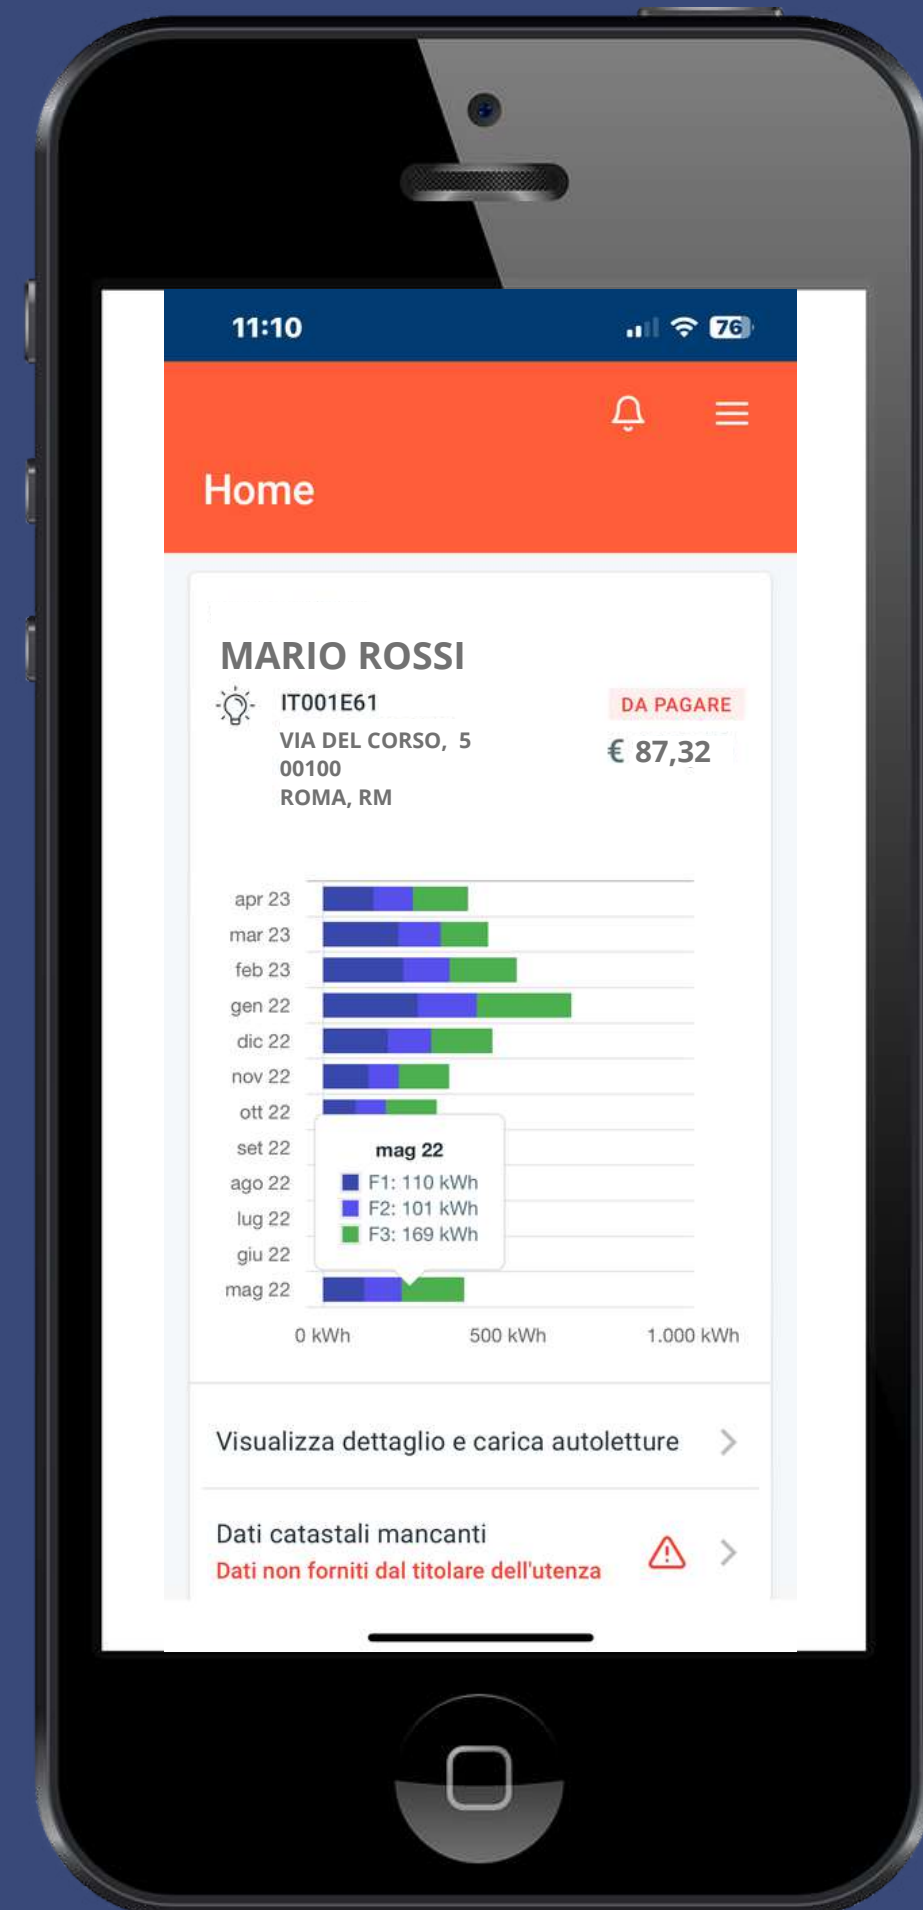 11:10
76
Home
MARIO ROSSI
IT001E61
DA PAGARE
VIA DEL CORSO, 5
€ 87,32
00100
ROMA, RM
apr 23
mar 23
feb 23
gen 22
dic 22
nov 22
ott 22
set 22
ago 22
lug 22
giu 22
mag 22
mag 22
F1: 110 kWh
F2: 101 kWh
F3: 169 kWh
0 kWh
500 kWh
1.000 kWh
Visualizza dettaglio e carica autoletture
Dati catastali mancanti
Dati non forniti dal titolare dell'utenza